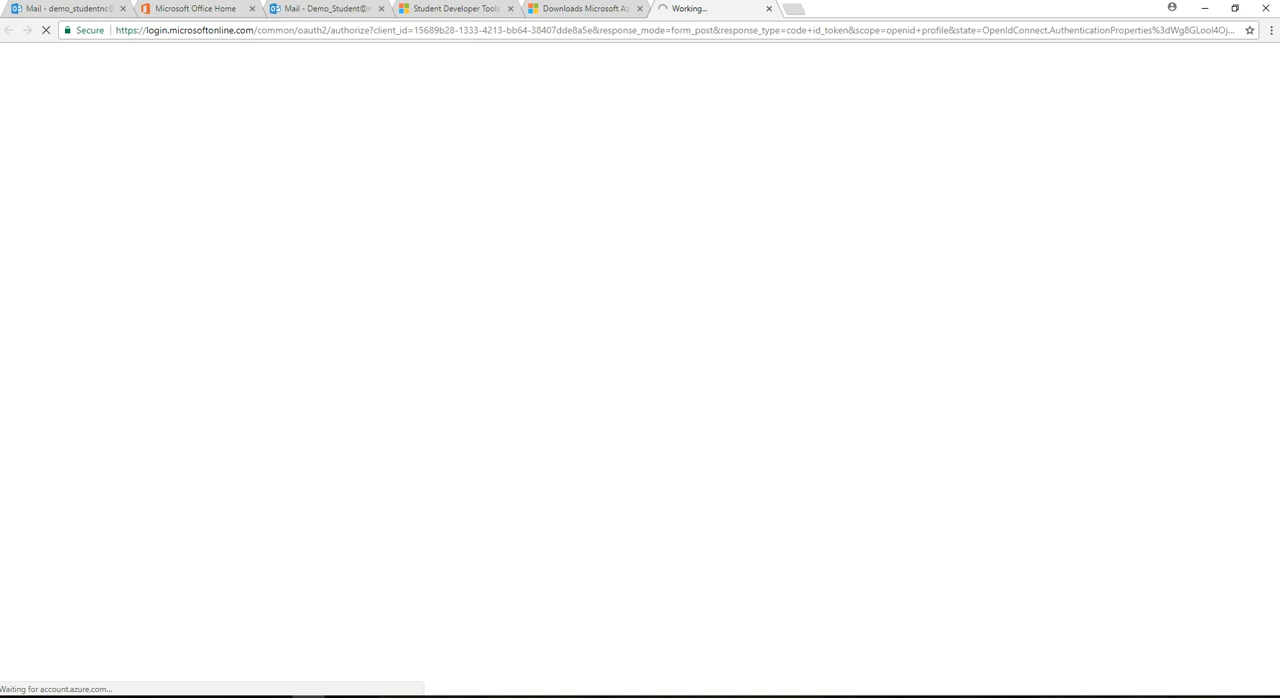 Mail - demo_studentnc@
Microsoft Office Home
Mail - Demo_Student@n
Student Developer Tools
Downloads Microsoft Az
Working...
Secure
https://login.microsoftonline.com/common/oauth2/authorize?client_id=15689b28-1333-4213-bb64-38407dde8a5e&response_mode=form_post&response_type=code+id_token&scope=openid+profile&state=OpenIdConnect.AuthenticationProperties%3dWg8GLooI4Oj...
Waiting for account.azure.com...